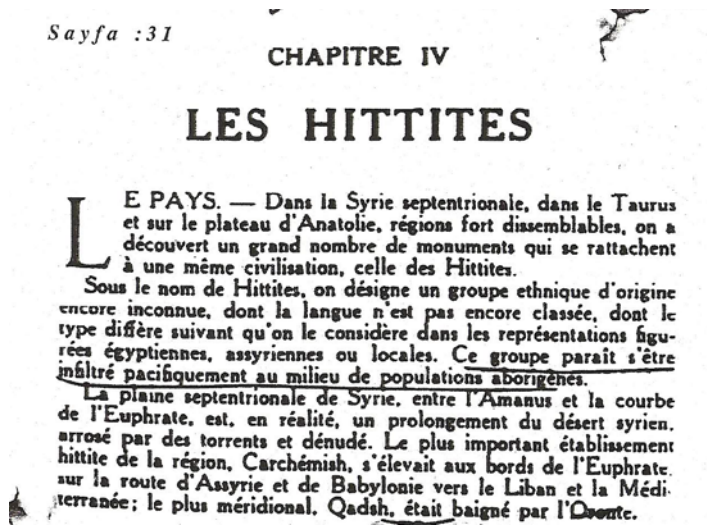 Sayfa :31
CHAPITRE IV
LES HITTITES
LE PAYS. — Dans la Syrie septentrionale, dans le Taurus
et sur le plateau d'Anatolie, régions fort dissemblables, on a
découvert un grand nombre de monuments qui se rattachent
à une même civilisation, celle des Hittites.
Sous le nom de Hittites, on désigne un groupe ethnique d'origine
encore inconnue, dont la langue n'est pas encore classée, dont le
type diffère suivant qu'on le considère dans les représentations figu-
rées égyptiennes, assyriennes ou locales. Ce groupe paraît s'être
infiltré pacifiquement au milieu de populations aborigènes.
La plaine septentrionale de Syrie, entre l'Amanus et la courbe
de l'Euphrate, est, en réalité, un prolongement du désert syrien,
arrosé par des torrents et dénudé. Le plus important établissement
hittite de la région, Carchémish, s'élevait aux bords de l'Euphrate,
sur la route d'Assyrie et de Babylonie vers le Liban et la Médi-
terranée; le plus méridional, Qadsh, était baigné par l'Oronte.